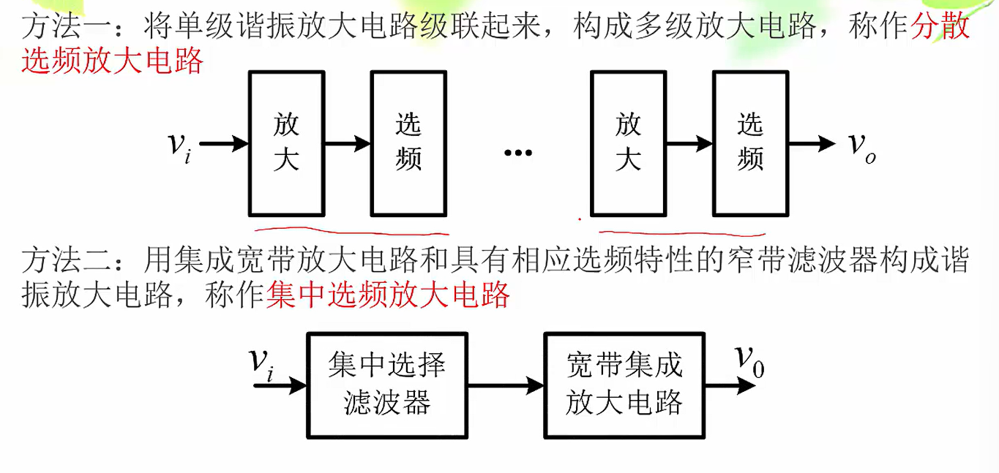 方法一：将单级谐振放大电路级联起来，构成多级放大电路，称作分散
选频放大电路
v_i
放大
选频
...
放大
选频
v_o
方法二：用集成宽带放大电路和具有相应选频特性的窄带滤波器构成谐
振放大电路，称作集中选频放大电路
v_i
集中选择
滤波器
宽带集成
放大电路
v_0